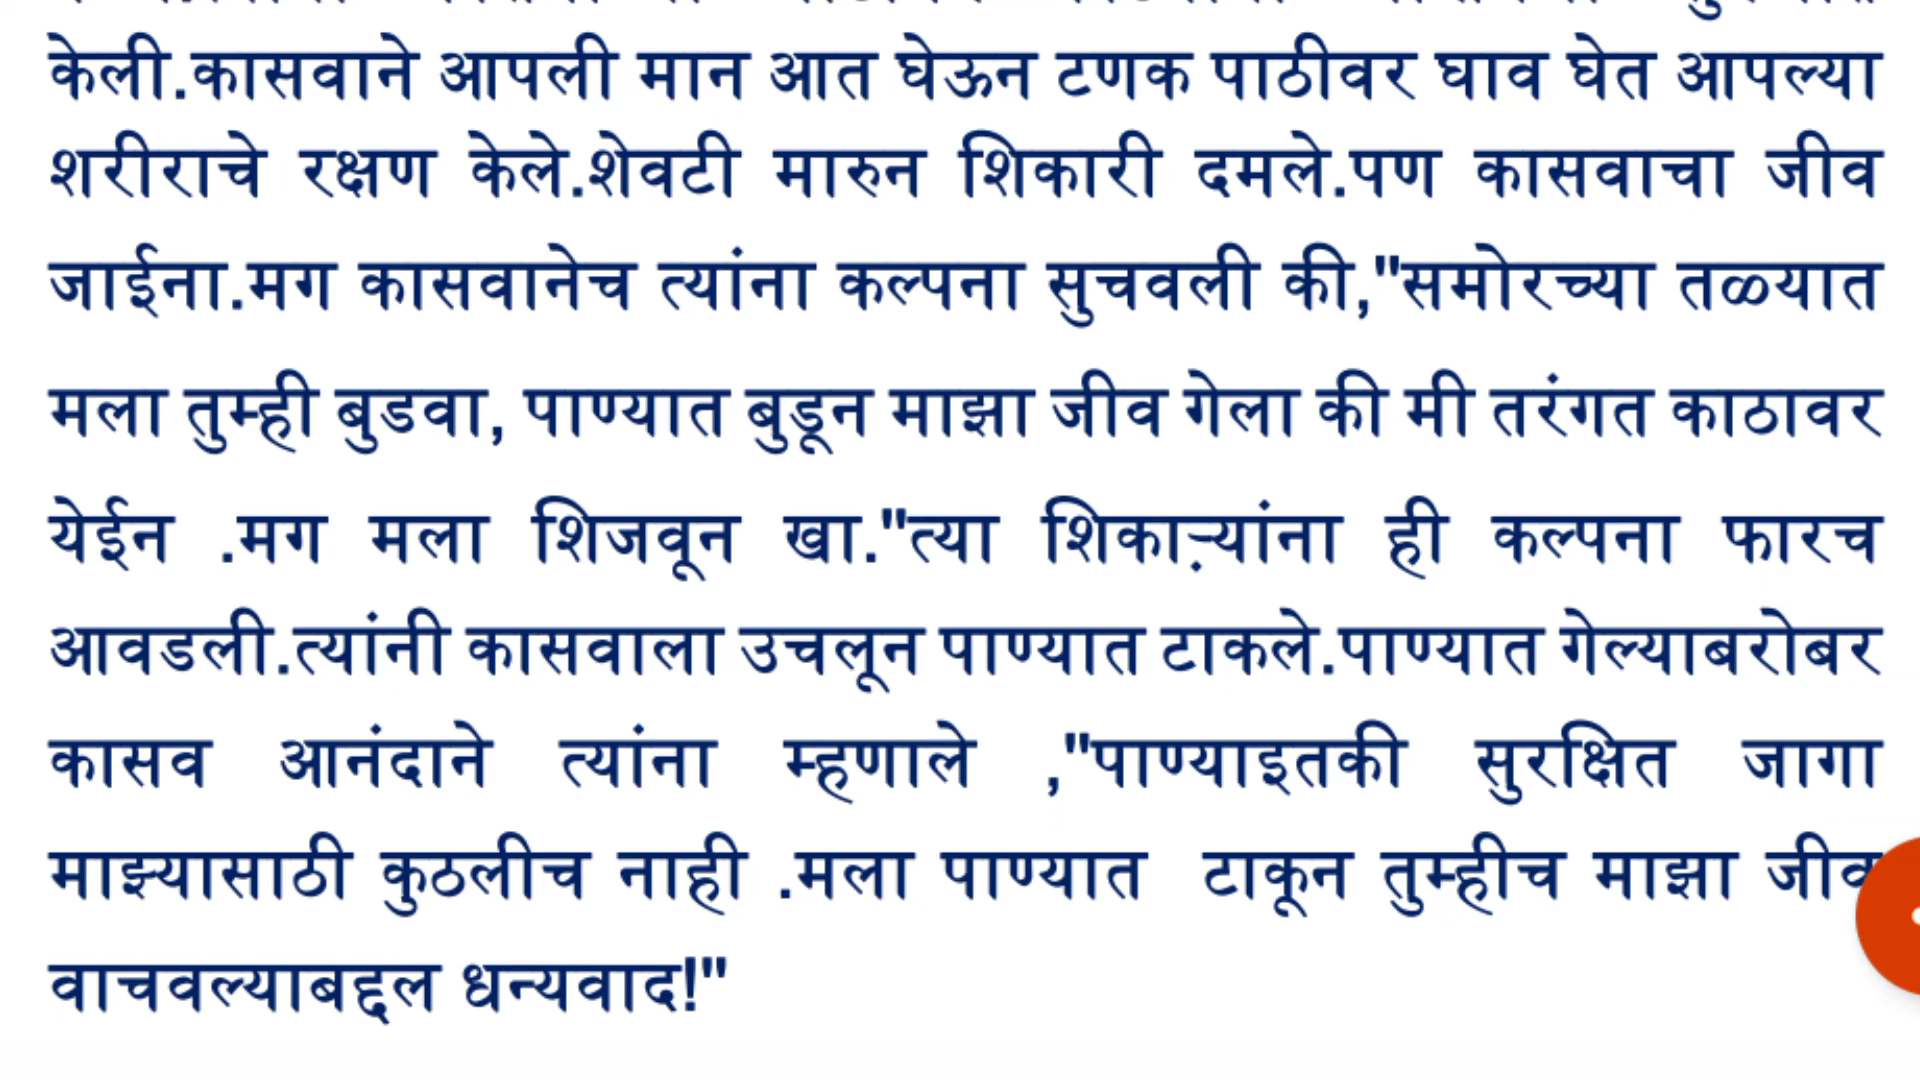 केली.कासवाने आपली मान आत घेऊन टणक पाठीवर घाव घेत आपल्या
शरीराचे रक्षण केले.शेवटी मारुन शिकारी दमले.पण कासवाचा जीव
जाईना.मग कासवानेच त्यांना कल्पना सुचवली की,"समोरच्या तळ्यात
मला तुम्ही बुडवा, पाण्यात बुडून माझा जीव गेला की मी तरंगत काठावर
येईन .मग मला शिजवून खा."त्या शिकाऱ्यांना ही कल्पना फारच
आवडली.त्यांनी कासवाला उचलून पाण्यात टाकले.पाण्यात गेल्याबरोबर
कासव आनंदाने त्यांना म्हणाले ,"पाण्याइतकी सुरक्षित जागा
माझ्यासाठी कुठलीच नाही .मला पाण्यात टाकून तुम्हीच माझा जीव
वाचवल्याबद्दल धन्यवाद!"